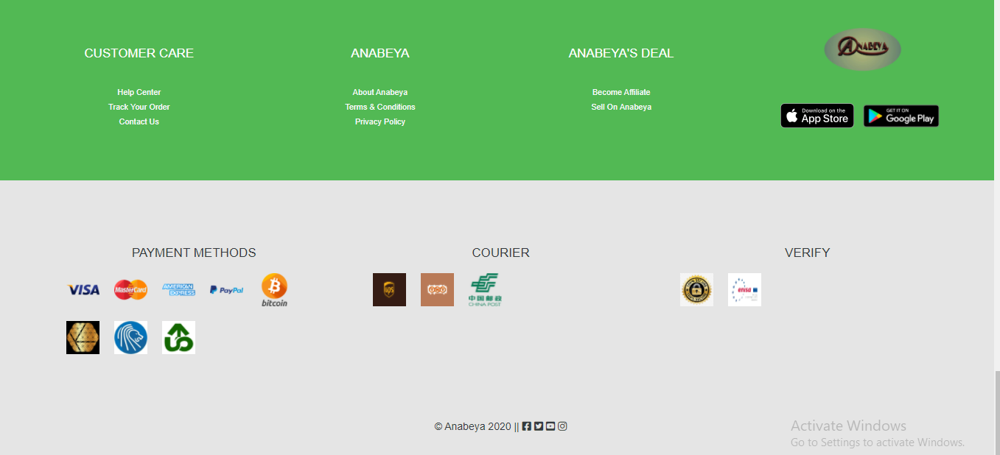 CUSTOMER CARE
Help Center
Track Your Order
Contact Us
ANABEYA
About Anabeya
Terms & Conditions
Privacy Policy
ANABEYA'S DEAL
Become Affiliate
Sell On Anabeya
ANABEYA
Download on the
App Store
GET IT ON
Google Play
PAYMENT METHODS
VISA
MasterCard
AMERICAN
EXPRESS
PayPal
bitcoin
COURIER
ups
中国邮政
CHINA POST
VERIFY
enisa
© Anabeya 2020 ||
Activate Windows
Go to Settings to activate Windows.